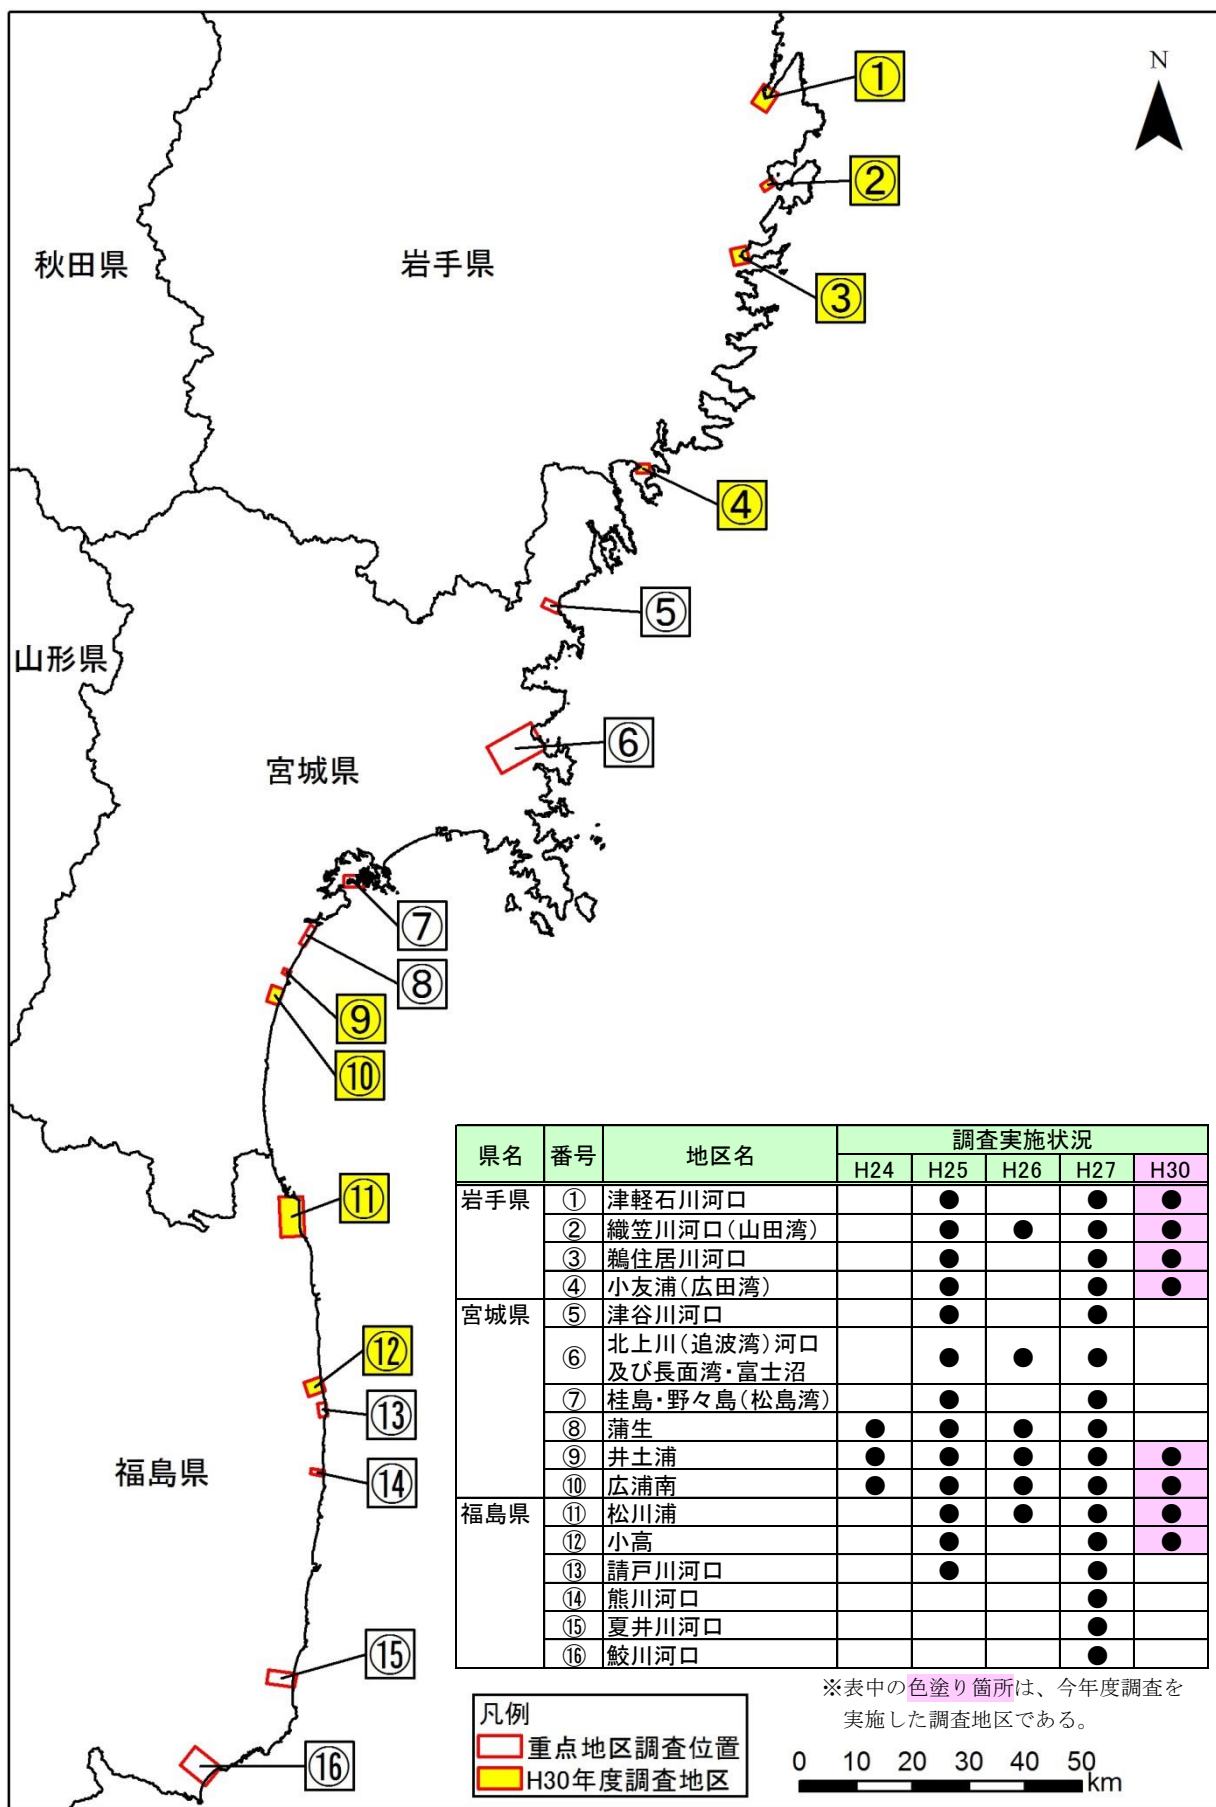 N
①
②
秋田県
岩手県
③
④
⑤
山形県
⑥
宮城県
⑦
⑧
⑨
⑩
⑪
⑫
⑬
福島県
⑭
⑮
⑯
県名 番号 地区名 調査実施状況
H24 H25 H26 H27 H30
岩手県 ① 津軽石川河口 ● ● ●
② 織笠川河口(山田湾) ● ● ● ●
③ 鵜住居川河口 ● ● ●
④ 小友浦(広田湾) ● ● ●
宮城県 ⑤ 津谷川河口 ● ●
⑥ 北上川(追波湾)河口
及び長面湾・富士沼 ● ● ●
⑦ 桂島・野々島(松島湾) ● ●
⑧ 蒲生 ● ● ● ●
⑨ 井土浦 ● ● ● ● ●
⑩ 広浦南 ● ● ● ● ●
福島県 ⑪ 松川浦 ● ● ● ●
⑫ 小高 ● ● ●
⑬ 請戸川河口 ● ●
⑭ 熊川河口 ●
⑮ 夏井川河口 ●
⑯ 鮫川河口 ●
※表中の色塗り箇所は、今年度調査を
実施した調査地区である。
凡例
重点地区調査位置
H30年度調査地区
0 10 20 30 40 50
km